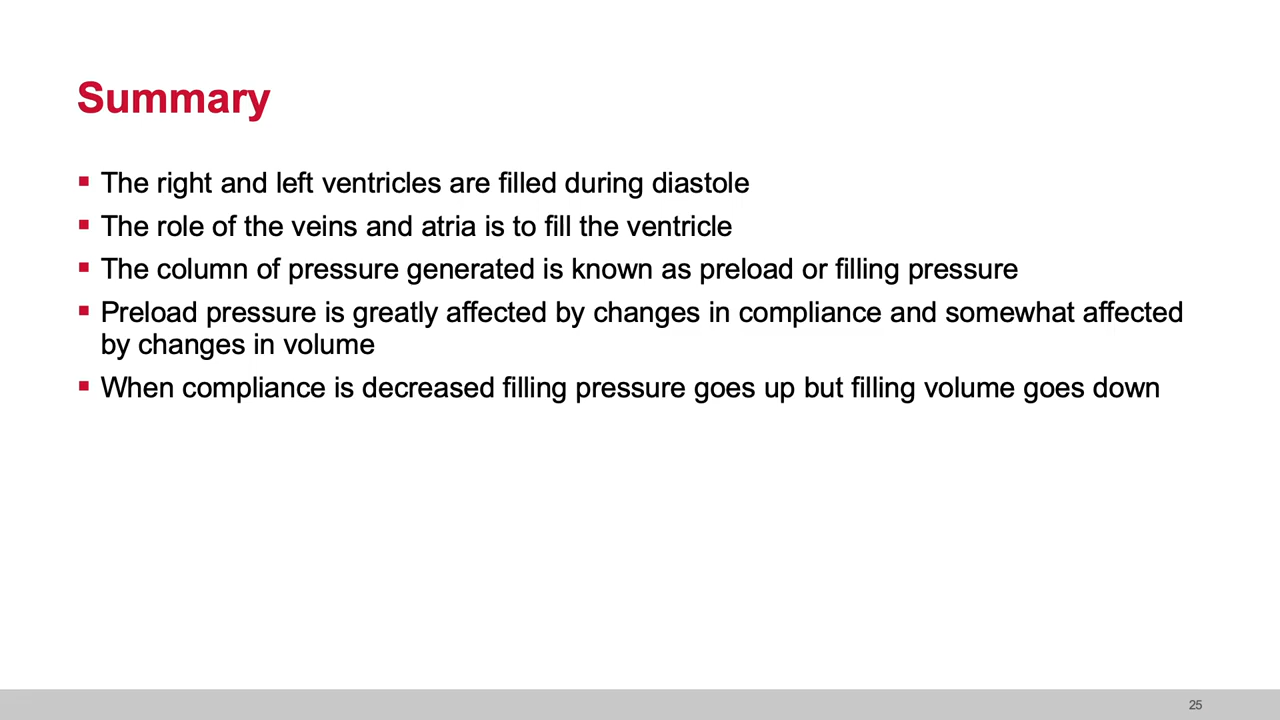 Summary
▪ The right and left ventricles are filled during diastole
▪ The role of the veins and atria is to fill the ventricle
▪ The column of pressure generated is known as preload or filling pressure
▪ Preload pressure is greatly affected by changes in compliance and somewhat affected
by changes in volume
▪ When compliance is decreased filling pressure goes up but filling volume goes down
25